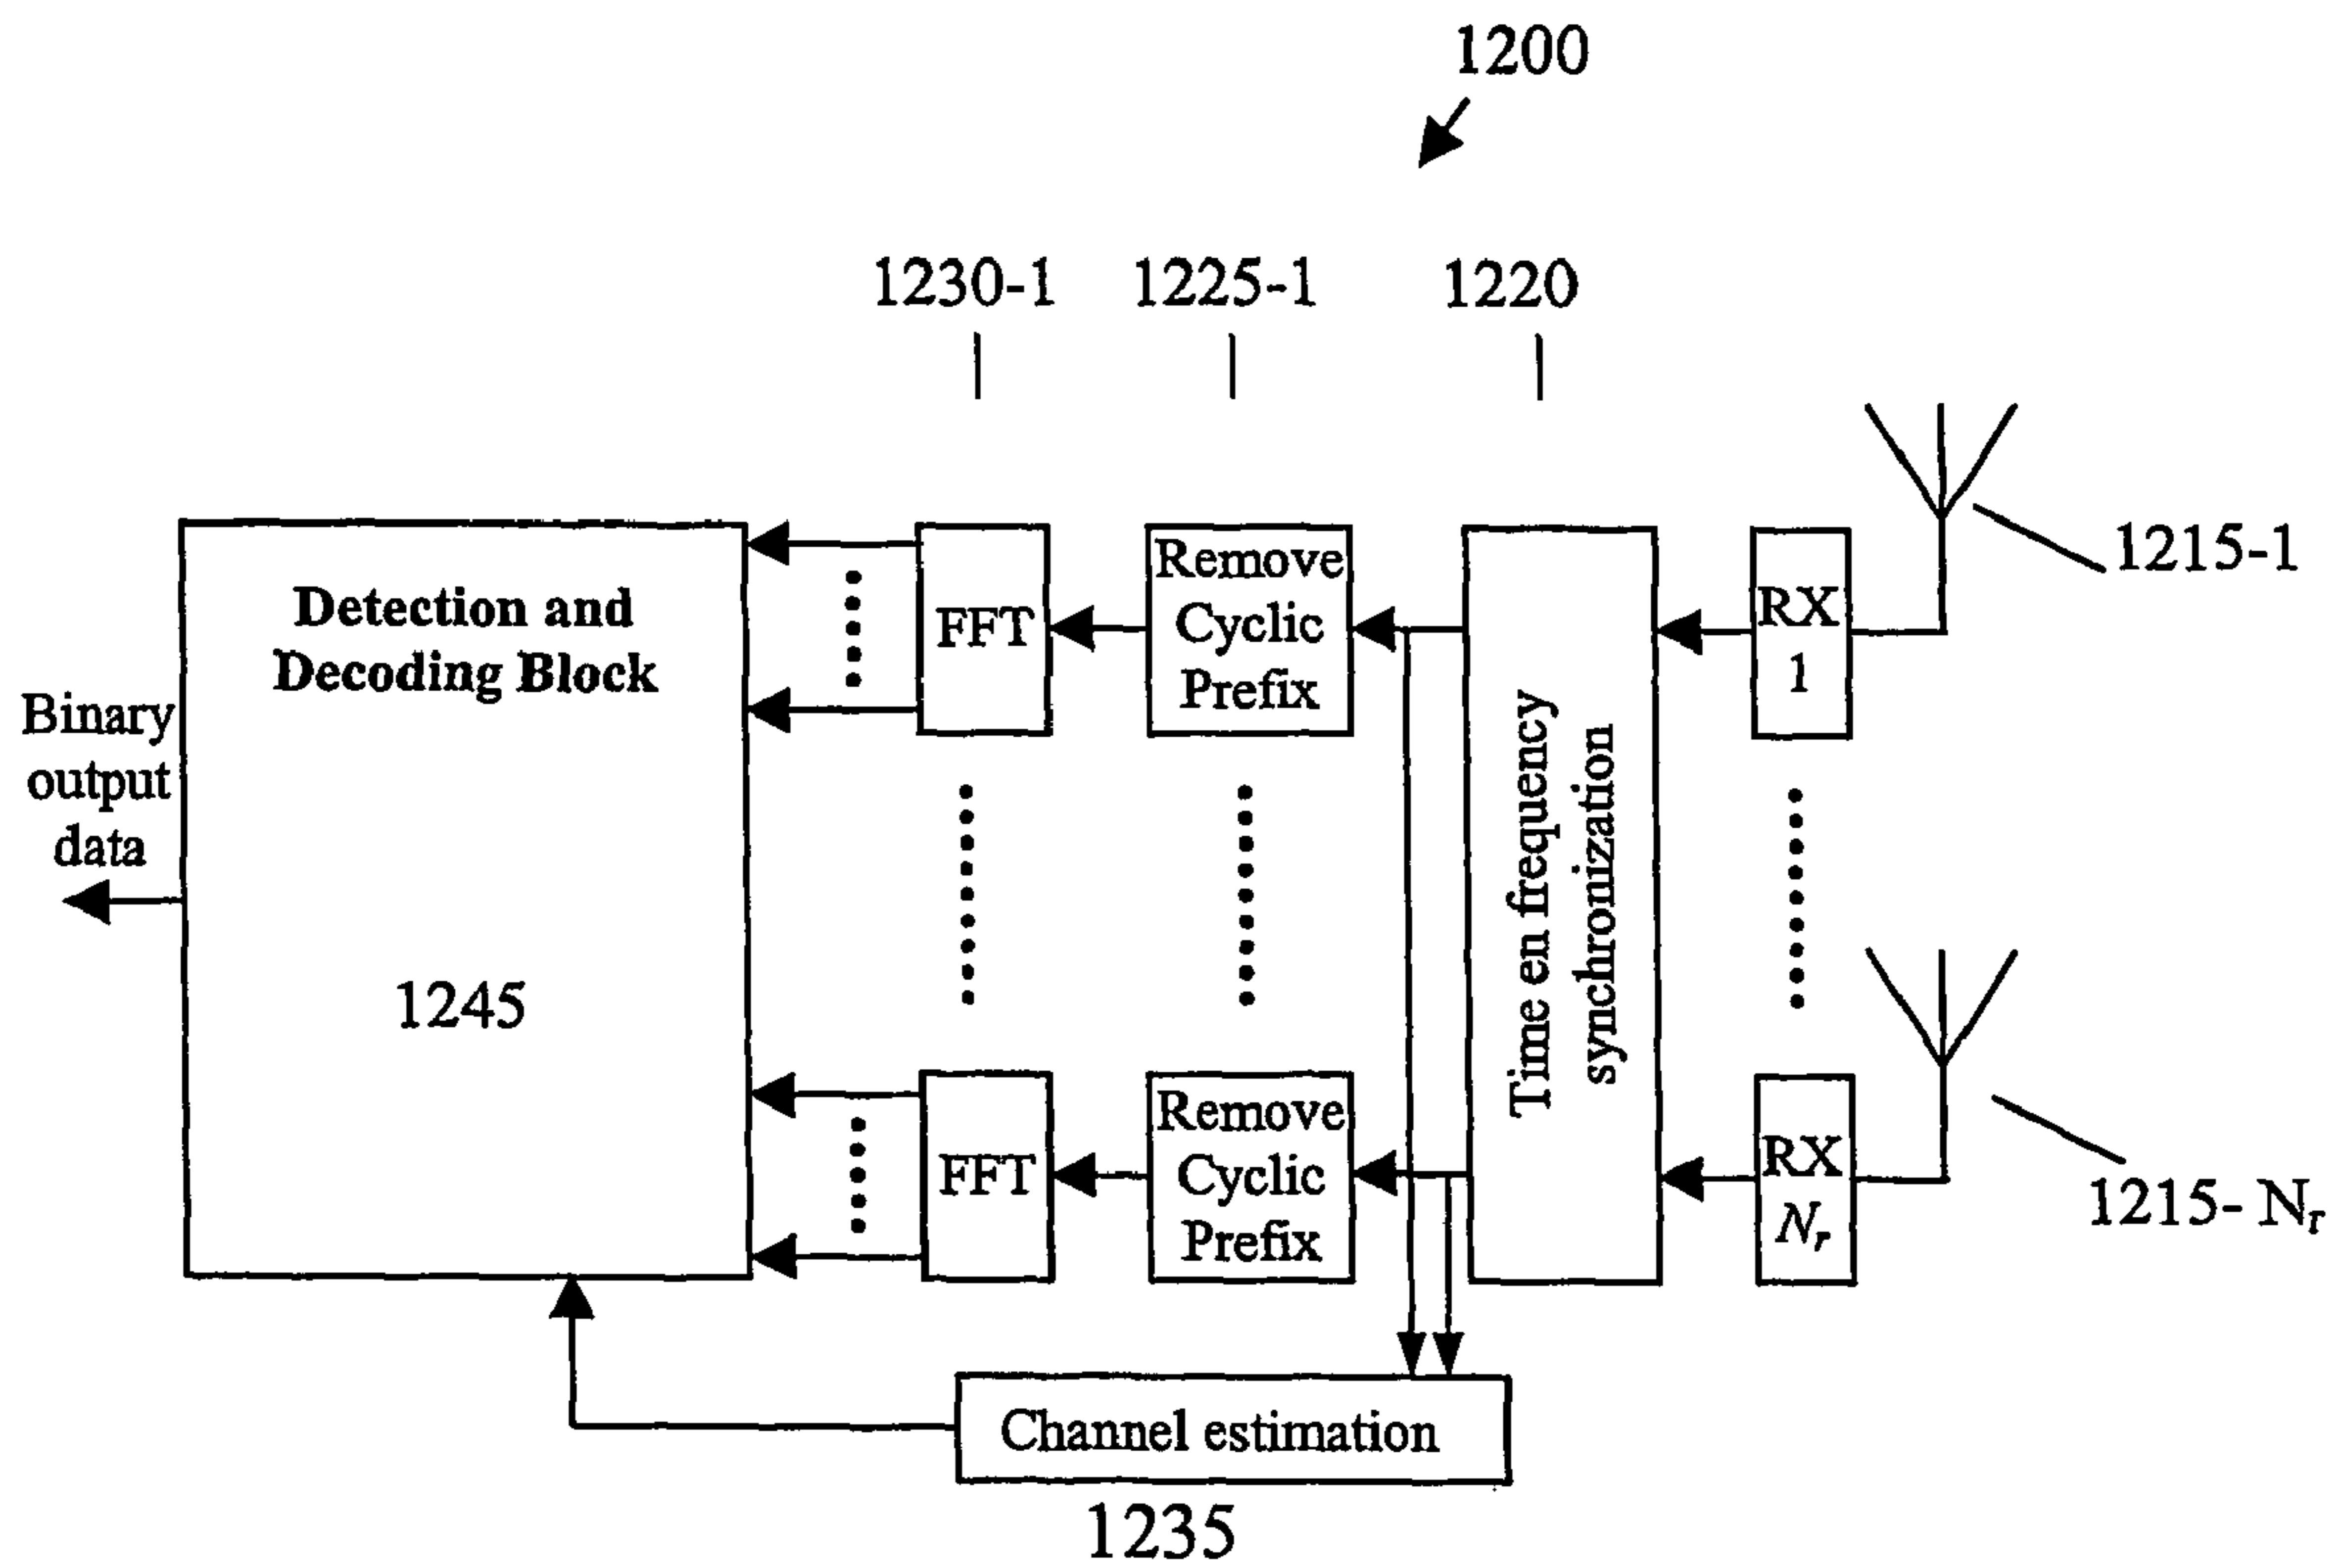 1200
1230-1 1225-1 1220
1215-1
Detection and
Decoding Block
FFT
Remove
Cyclic
Prefix
RX
1
Binary
output
data
Time en frequency
synchronization
1245
FFT
Remove
Cyclic
Prefix
RX
Nr
1215- Nr
Channel estimation
1235